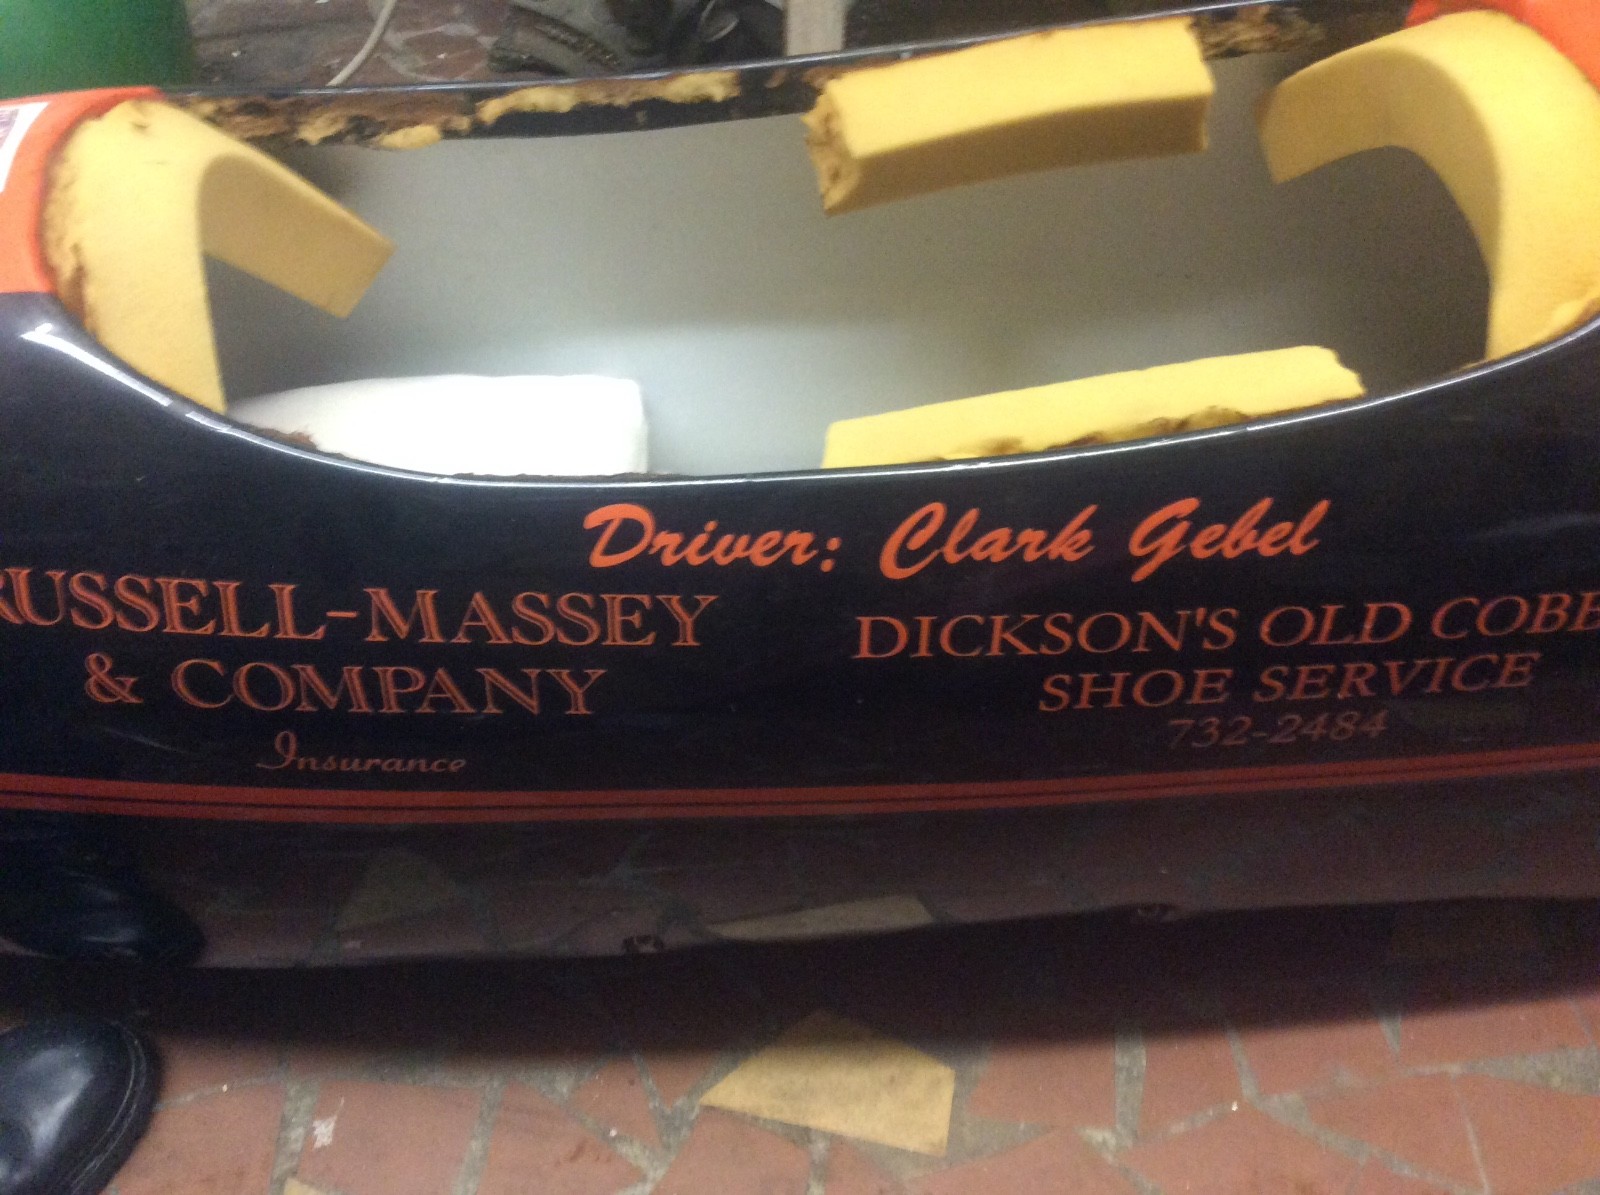 Driver: Clark Gebel
RUSSELL-MASSEY
& COMPANY
Insurance
DICKSON'S OLD COBB
SHOE SERVICE
732-2484